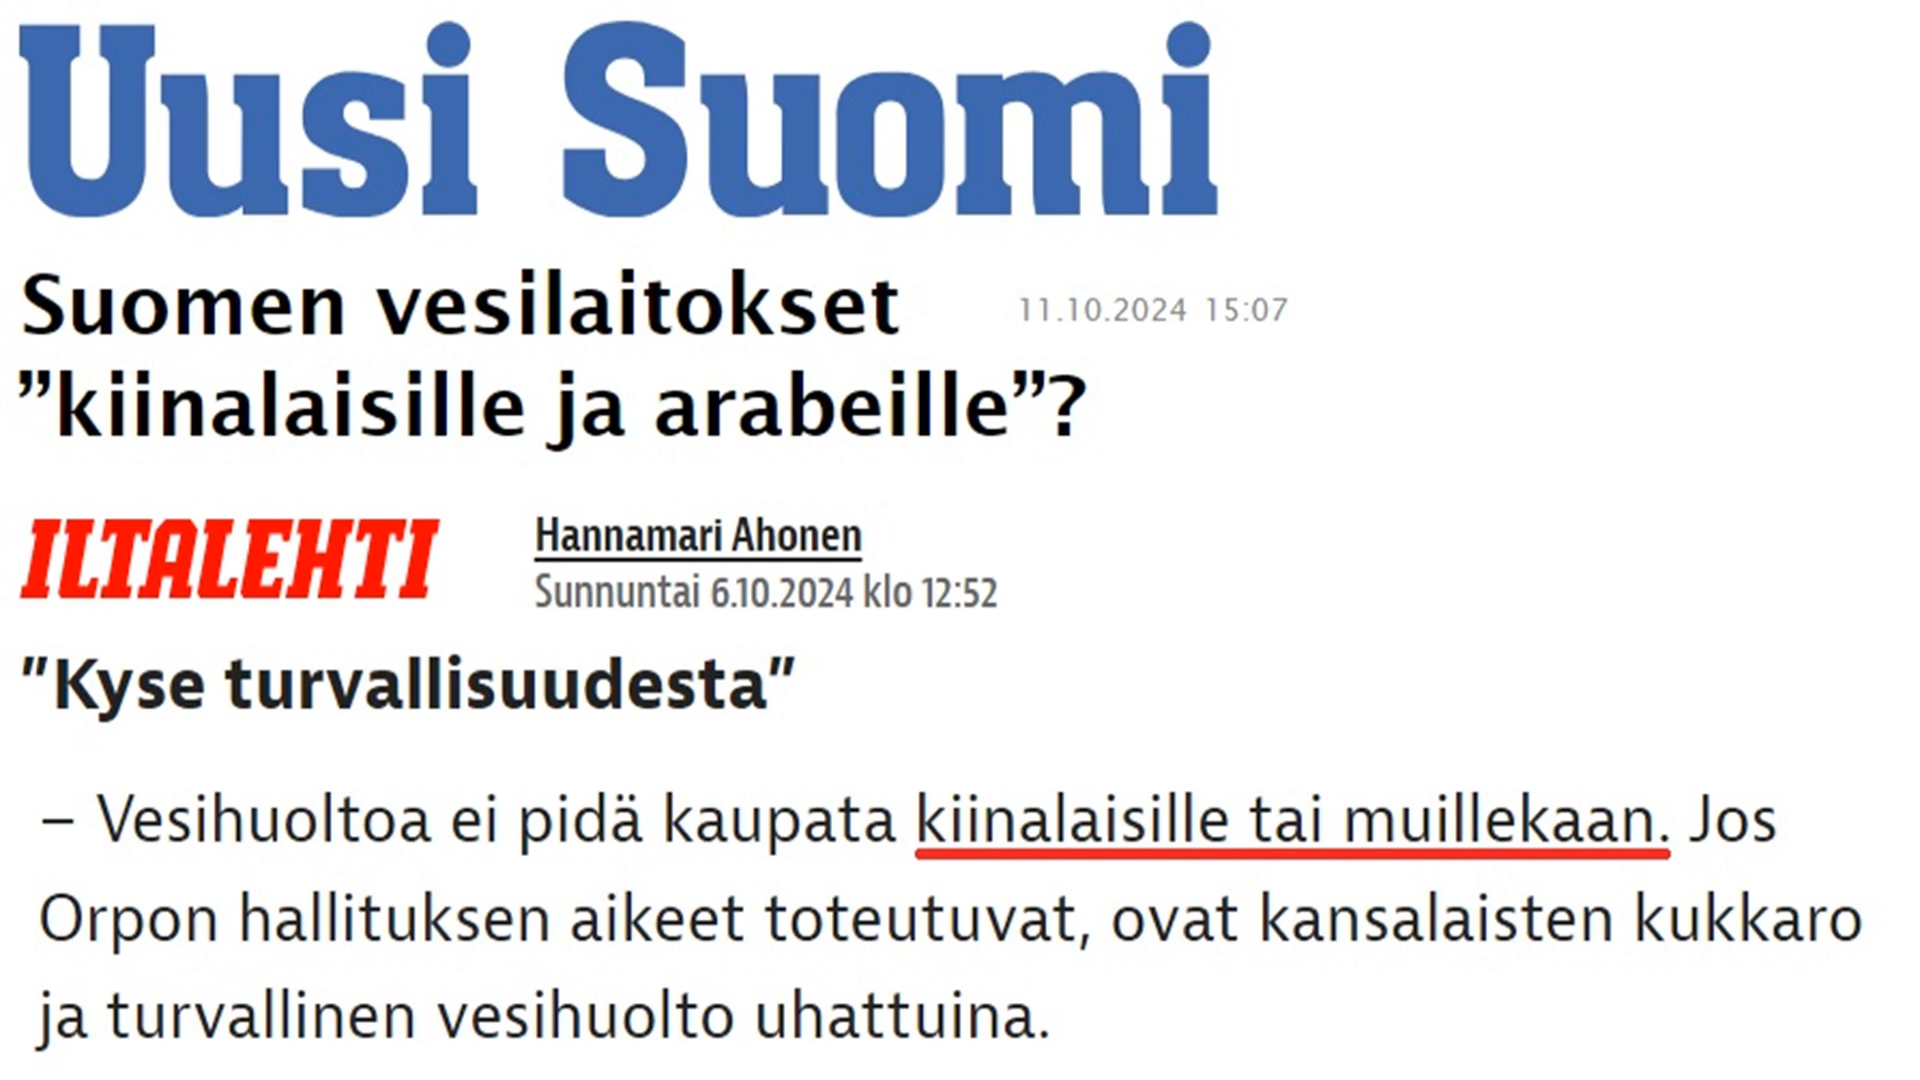 Uusi Suomi
Suomen vesilaitokset
11.10.2024 15:07
”kiinalaisille ja arabeille”?
ILTALEHTI
Hannamari Ahonen
Sunnuntai 6.10.2024 klo 12:52
”Kyse turvallisuudesta”
– Vesihuoltoa ei pidä kaupata kiinalaisille tai muillekaan. Jos
Orpon hallituksen aikeet toteutuvat, ovat kansalaisten kukkaro
ja turvallinen vesihuolto uhattuina.